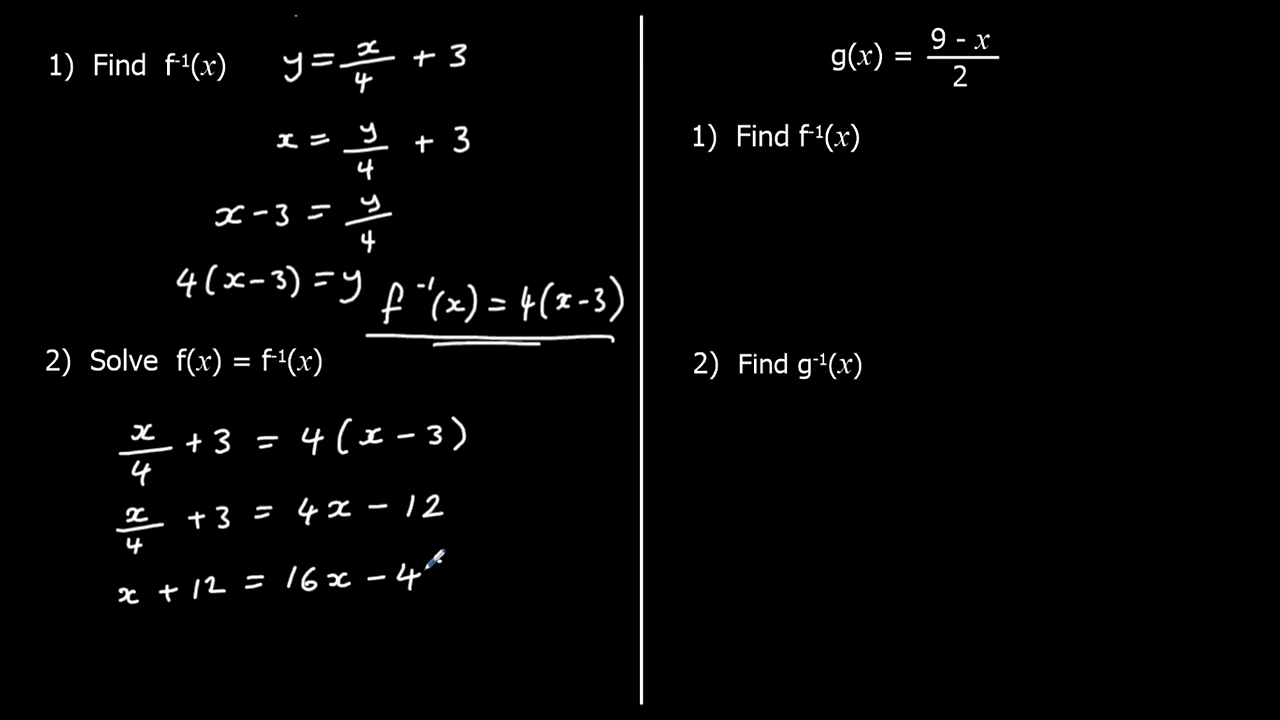 1) Find f⁻¹(x)
y = x/4 + 3
x = y/4 + 3
x - 3 = y/4
4(x - 3) = y
f⁻¹(x) = 4(x - 3)
2) Solve f(x) = f⁻¹(x)
x/4 + 3 = 4(x - 3)
x/4 + 3 = 4x - 12
x + 12 = 16x - 4
g(x) = (9 - x)/2
1) Find f⁻¹(x)
2) Find g⁻¹(x)